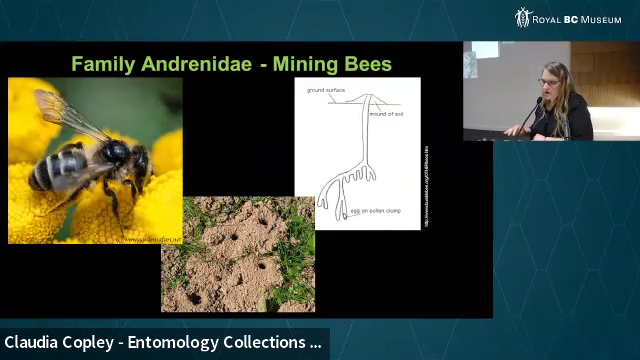 ROYAL BC MUSEUM
Family Andrenidae - Mining Bees
ground surface
mound of soil
egg on pollen clump
Claudia Copley - Entomology Collections ...